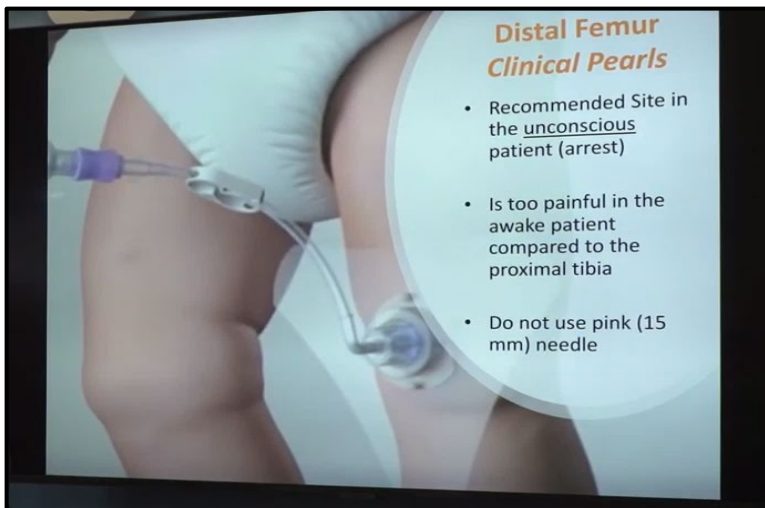 Distal Femur
Clinical Pearls
• Recommended Site in
the unconscious
patient (arrest)
• Is too painful in the
awake patient
compared to the
proximal tibia
• Do not use pink (15
mm) needle